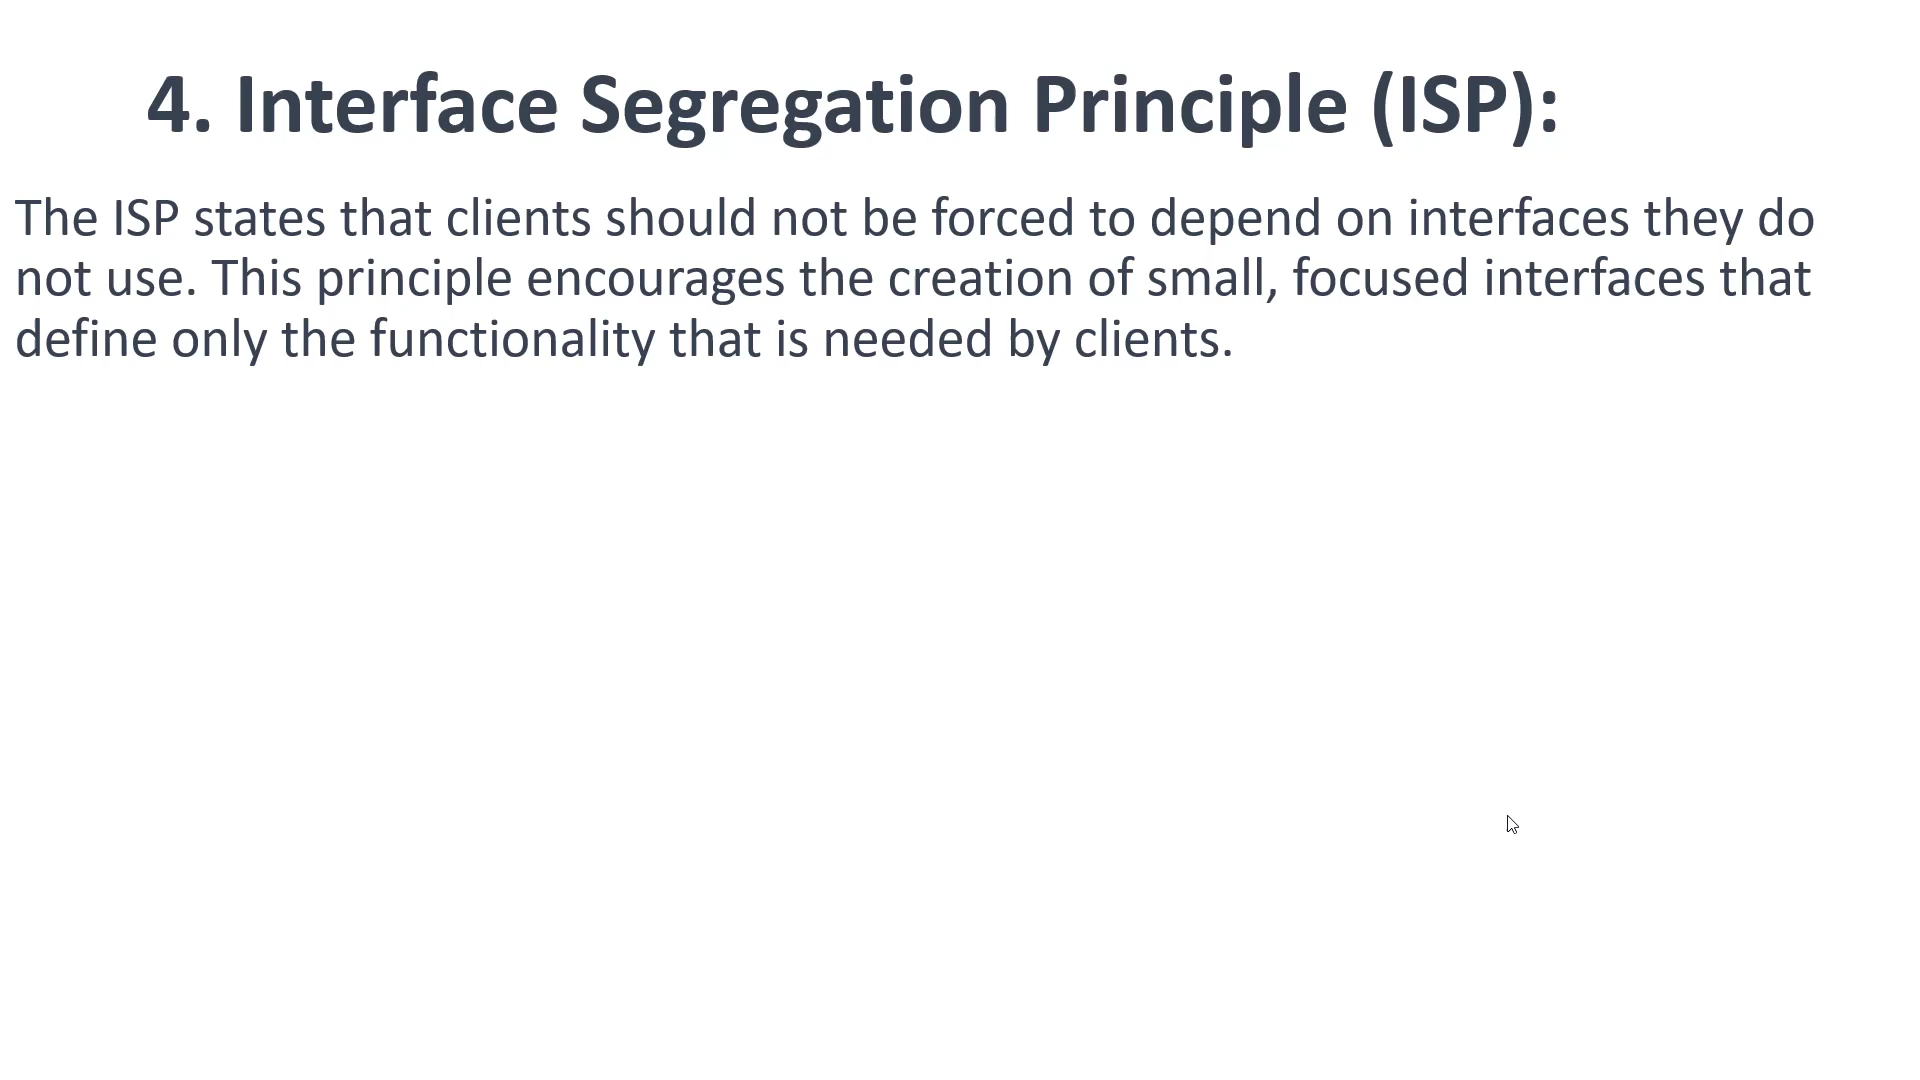 4. Interface Segregation Principle (ISP):
The ISP states that clients should not be forced to depend on interfaces they do
not use. This principle encourages the creation of small, focused interfaces that
define only the functionality that is needed by clients.